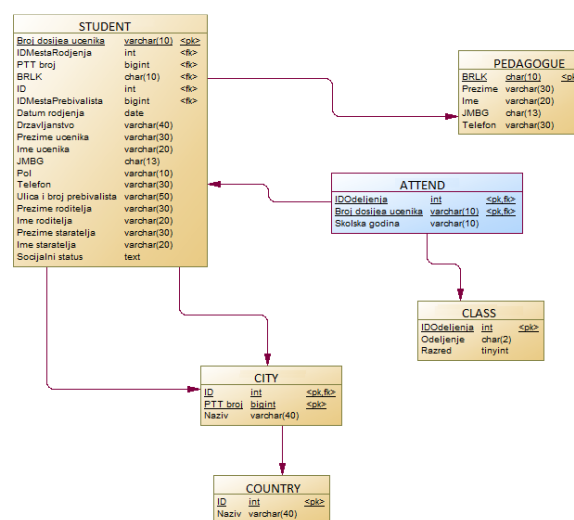 STUDENT
Broj dosijea ucenika varchar(10) <pk>
IDMestaRodjenja int <fk>
PTT broj bigint <fk>
BRLK char(10) <fk>
ID int <fk>
IDMestaPrebivalista bigint <fk>
Datum rodjenja date
Drzavljanstvo varchar(40)
Prezime ucenika varchar(30)
Ime ucenika varchar(20)
JMBG char(13)
Pol varchar(10)
Telefon varchar(30)
Ulica i broj prebivalista varchar(50)
Prezime roditelja varchar(30)
Ime roditelja varchar(20)
Prezime staratelja varchar(30)
Ime staratelja varchar(20)
Socijalni status text
PEDAGOGUE
BRLK char(10) <pk
Prezime varchar(30)
Ime varchar(20)
JMBG char(13)
Telefon varchar(30)
ATTEND
IDOdeljenja int <pk,fk>
Broj dosijea ucenika varchar(10) <pk,fk>
Skolska godina varchar(10)
CLASS
IDOdeljenja int <pk>
Odeljenje char(2)
Razred tinyint
CITY
ID int <pk,fk>
PTT broj bigint <pk>
Naziv varchar(40)
COUNTRY
ID int <pk>
Naziv varchar(40)